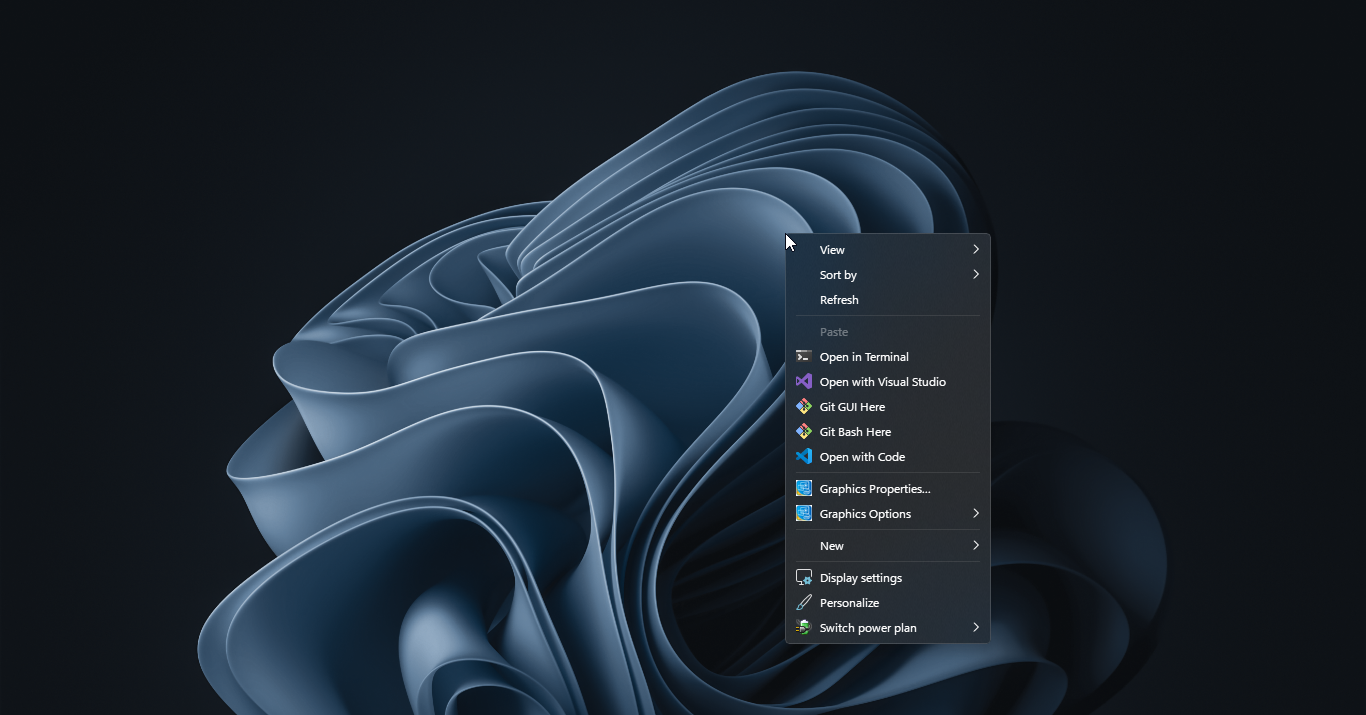 View
Sort by
Refresh
Paste
Open in Terminal
Open with Visual Studio
Git GUI Here
Git Bash Here
Open with Code
Graphics Properties...
Graphics Options
New
Display settings
Personalize
Switch power plan